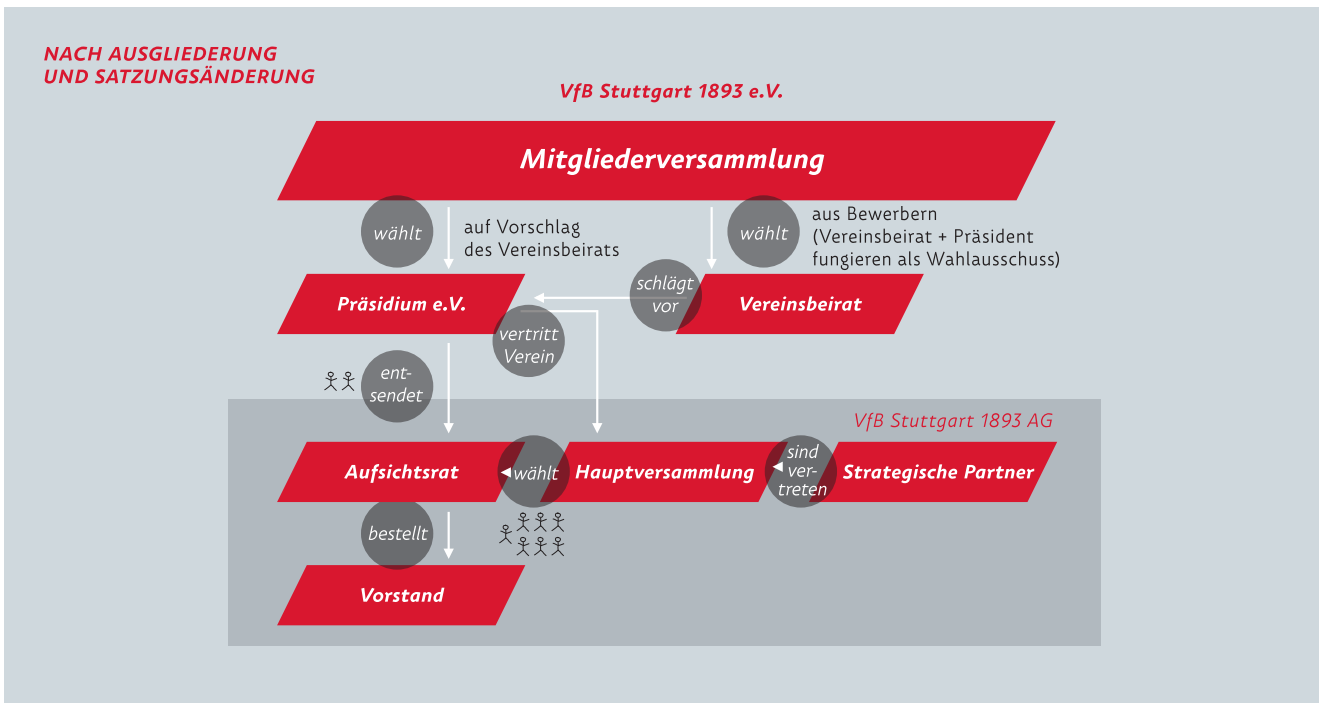 NACH AUSGLIEDERUNG
UND SATZUNGSÄNDERUNG
VfB Stuttgart 1893 e.V.
Mitgliederversammlung
wählt
auf Vorschlag
des Vereinsbeirats
wählt
aus Bewerbern
(Vereinsbeirat + Präsident
fungieren als Wahlausschuss)
Präsidium e.V.
schlägt
vor
Vereinsbeirat
vertritt
Verein
ent-
sendet
VfB Stuttgart 1893 AG
Aufsichtsrat
wählt
Hauptversammlung
sind
ver-
treten
Strategische Partner
bestellt
Vorstand